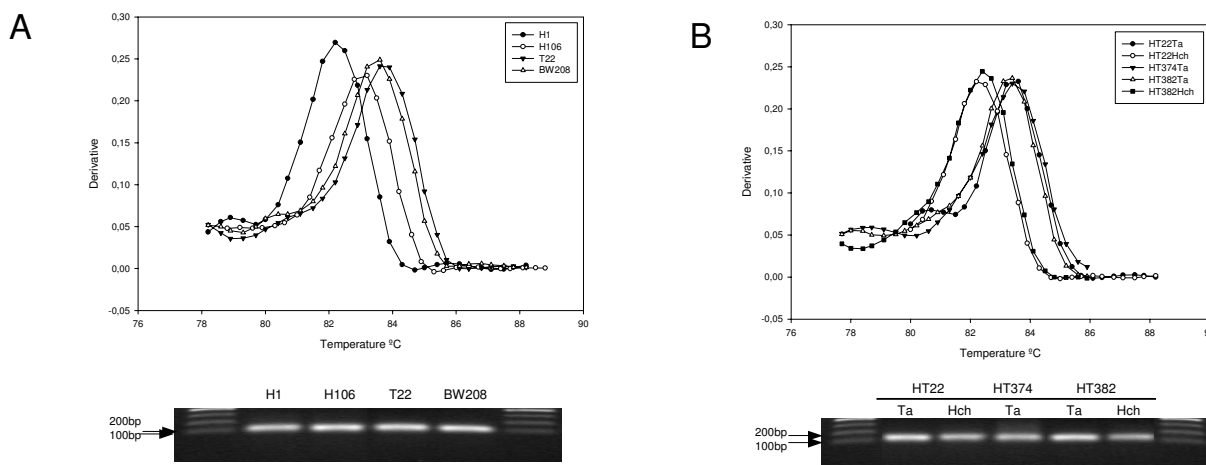 A
0,30
0,25
0,20
0,15
0,10
0,05
0,00
-0,05
Derivative
H1
H106
T22
BW208
76 78 80 82 84 86 88 90
Temperature ºC
H1 H106 T22 BW208
200bp
100bp
B
0,30
0,25
0,20
0,15
0,10
0,05
0,00
-0,05
Derivative
HT22Ta
HT22Hch
HT374Ta
HT382Ta
HT382Hch
76 78 80 82 84 86 88 90
Temperature ºC
HT22 HT374 HT382
Ta Hch Ta Ta Hch
200bp
100bp